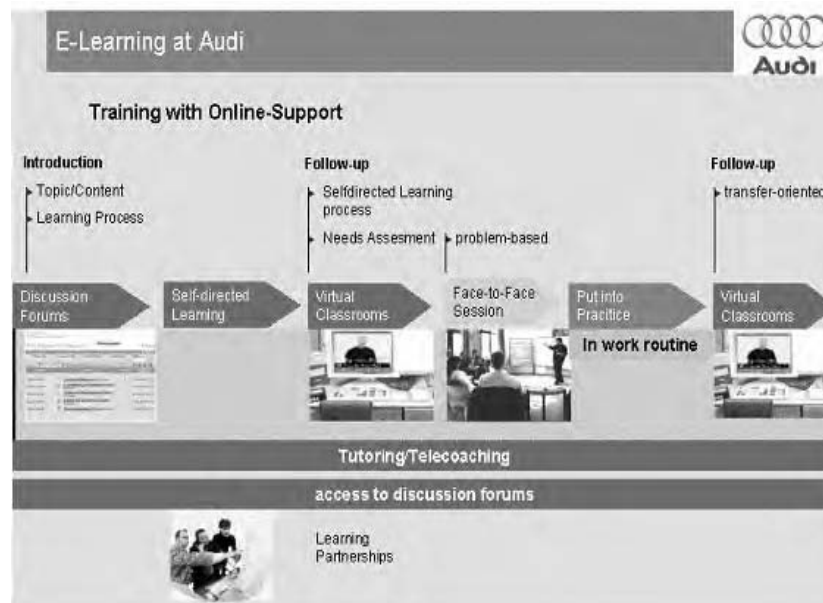 E-Learning at Audi
Audi
Training with Online-Support
Introduction
Topic/Content
Learning Process
Follow-up
Selfdirected Learning
process
Needs Assesment
problem-based
Follow-up
transfer-oriented
Discussion
Forums
Self-directed
Learning
Virtual
Classrooms
Face-to-Face
Session
Put into
Pracitice
In work routine
Virtual
Classrooms
Tutoring/Telecoaching
access to discussion forums
Learning
Partnerships